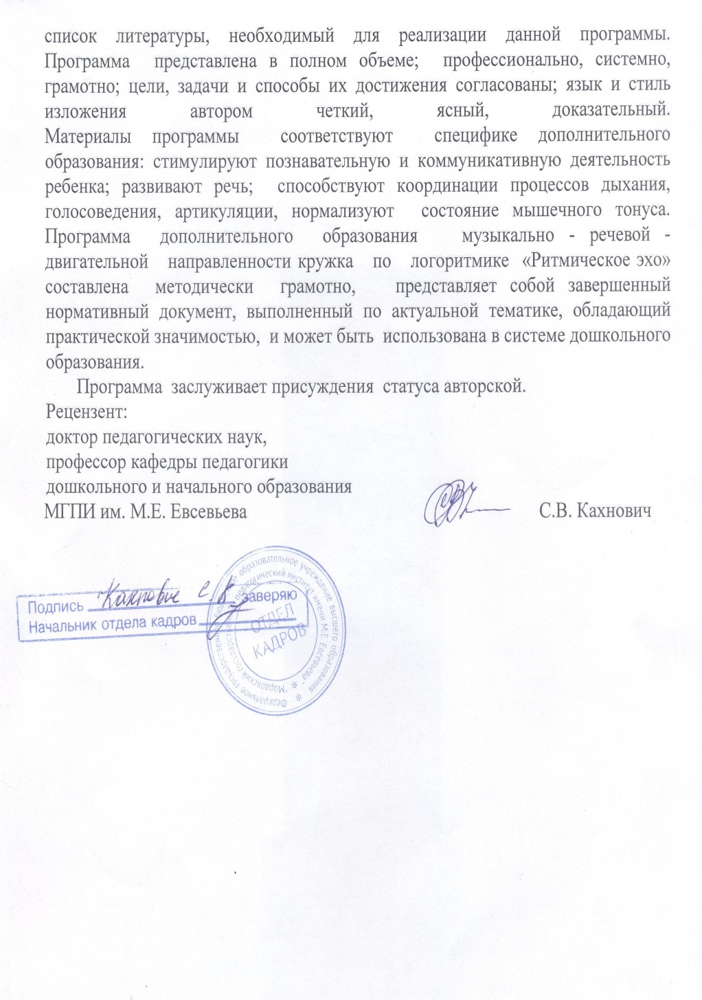 список литературы, необходимый для реализации данной программы.
Программа представлена в полном объеме; профессионально, системно,
грамотно; цели, задачи и способы их достижения согласованы; язык и стиль
изложения автором четкий, ясный, доказательный.
Материалы программы соответствуют специфике дополнительного
образования: стимулируют познавательную и коммуникативную деятельность
ребенка; развивают речь; способствуют координации процессов дыхания,
голосоведения, артикуляции, нормализуют состояние мышечного тонуса.
Программа дополнительного образования музыкально - речевой -
двигательной направленности кружка по логоритмике «Ритмическое эхо»
составлена методически грамотно, представляет собой завершенный
нормативный документ, выполненный по актуальной тематике, обладающий
практической значимостью, и может быть использована в системе дошкольного
образования.
Программа заслуживает присуждения статуса авторской.
Рецензент:
доктор педагогических наук,
профессор кафедры педагогики
дошкольного и начального образования
МГПИ им. М.Е. Евсевьева С.В. Кахнович
Подпись Кахнович С.В. заверяю
Начальник отдела кадров
Федеральное государственное бюджетное образовательное учреждение высшего образования *
"Мордовский государственный педагогический институт имени М.Е. Евсевьева" *
ОТДЕЛ
КАДРОВ